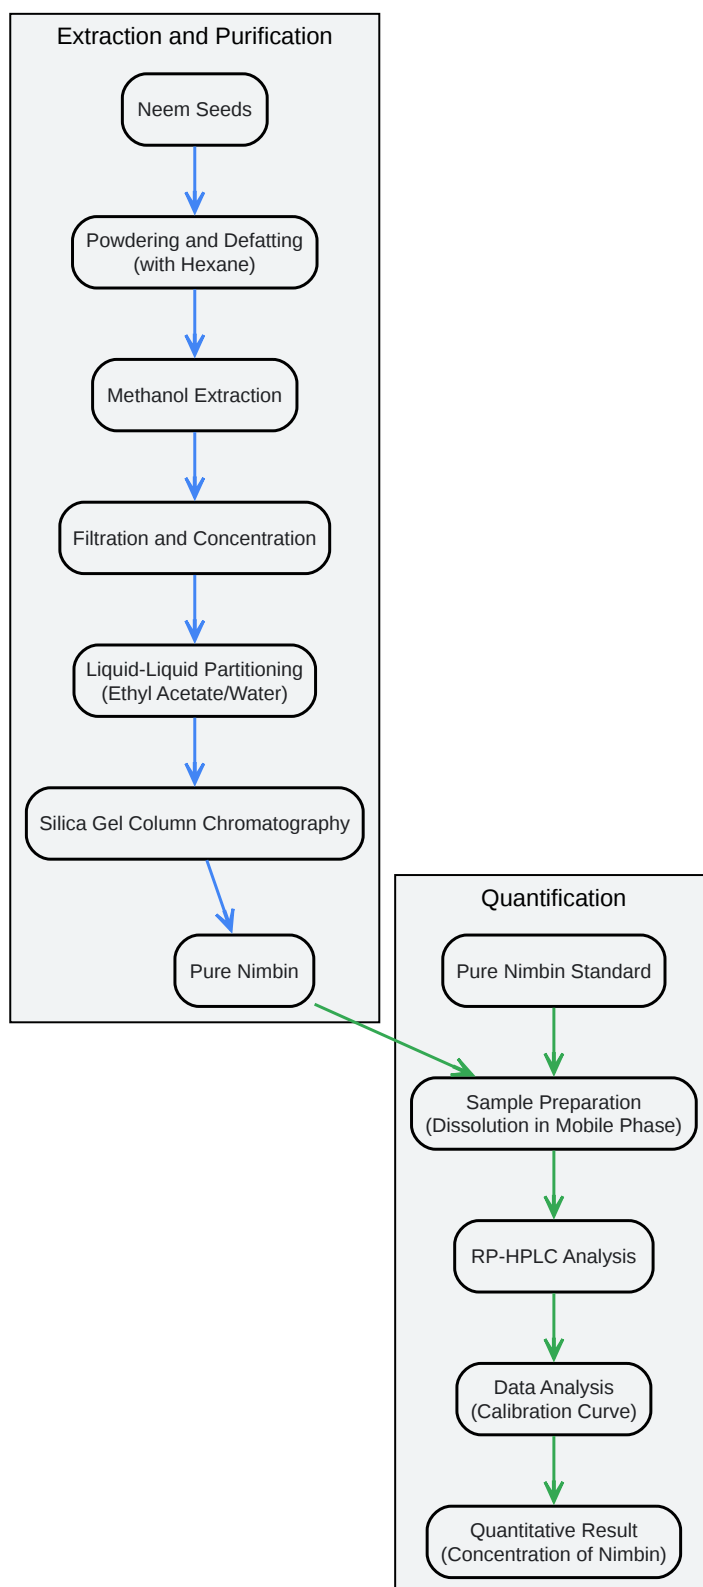 Extraction and Purification
Neem Seeds
Powdering and Defatting
(with Hexane)
Methanol Extraction
Filtration and Concentration
Liquid-Liquid Partitioning
(Ethyl Acetate/Water)
Silica Gel Column Chromatography
Pure Nimbin
Quantification
Pure Nimbin Standard
Sample Preparation
(Dissolution in Mobile Phase)
RP-HPLC Analysis
Data Analysis
(Calibration Curve)
Quantitative Result
(Concentration of Nimbin)